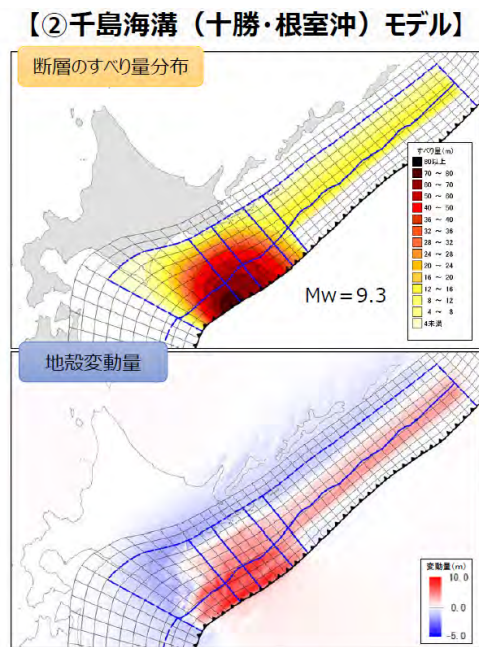 【②千島海溝（十勝・根室沖）モデル】
断層のすべり量分布
すべり量(m)
80以上
70 ～ 80
60 ～ 70
50 ～ 60
40 ～ 50
36 ～ 40
32 ～ 36
28 ～ 32
24 ～ 28
20 ～ 24
16 ～ 20
12 ～ 16
8 ～ 12
4 ～ 8
4未満
Mw＝9.3
地殻変動量
変動量(m)
10.0
0.0
-5.0